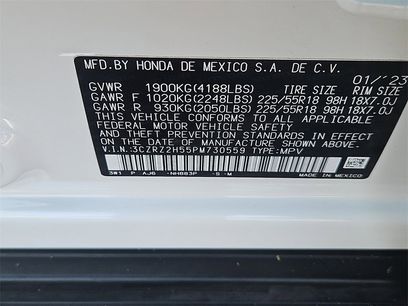 MFD.BY HONDA DE MEXICO S.A. DE C.V.
01/'23
GVWR 1900KG(4188LBS) TIRE SIZE RIM SIZE
GAWR F 1020KG(2248LBS) 225/55R18 98H 18X7.0J
GAWR R 930KG(2050LBS) 225/55R18 98H 18X7.0J
THIS VEHICLE CONFORMS TO ALL APPLICABLE
FEDERAL MOTOR VEHICLE SAFETY
AND THEFT PREVENTION STANDARDS IN EFFECT
ON THE DATE OF MANUFACTURE SHOWN ABOVE.
V.I.N:3CZRZ2H55PM730559 TYPE:MPV
3W1 P AJ6 -NH883P -S -M
MADE IN MEXICO